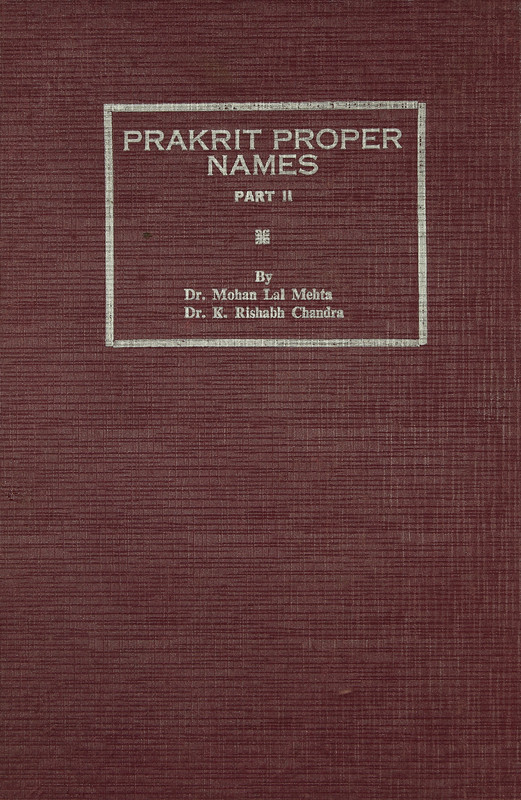 PRAKRIT PROPER
NAMES
PART II
By
Dr. Mohan Lal Mehta
Dr. K. Rishabh Chandra